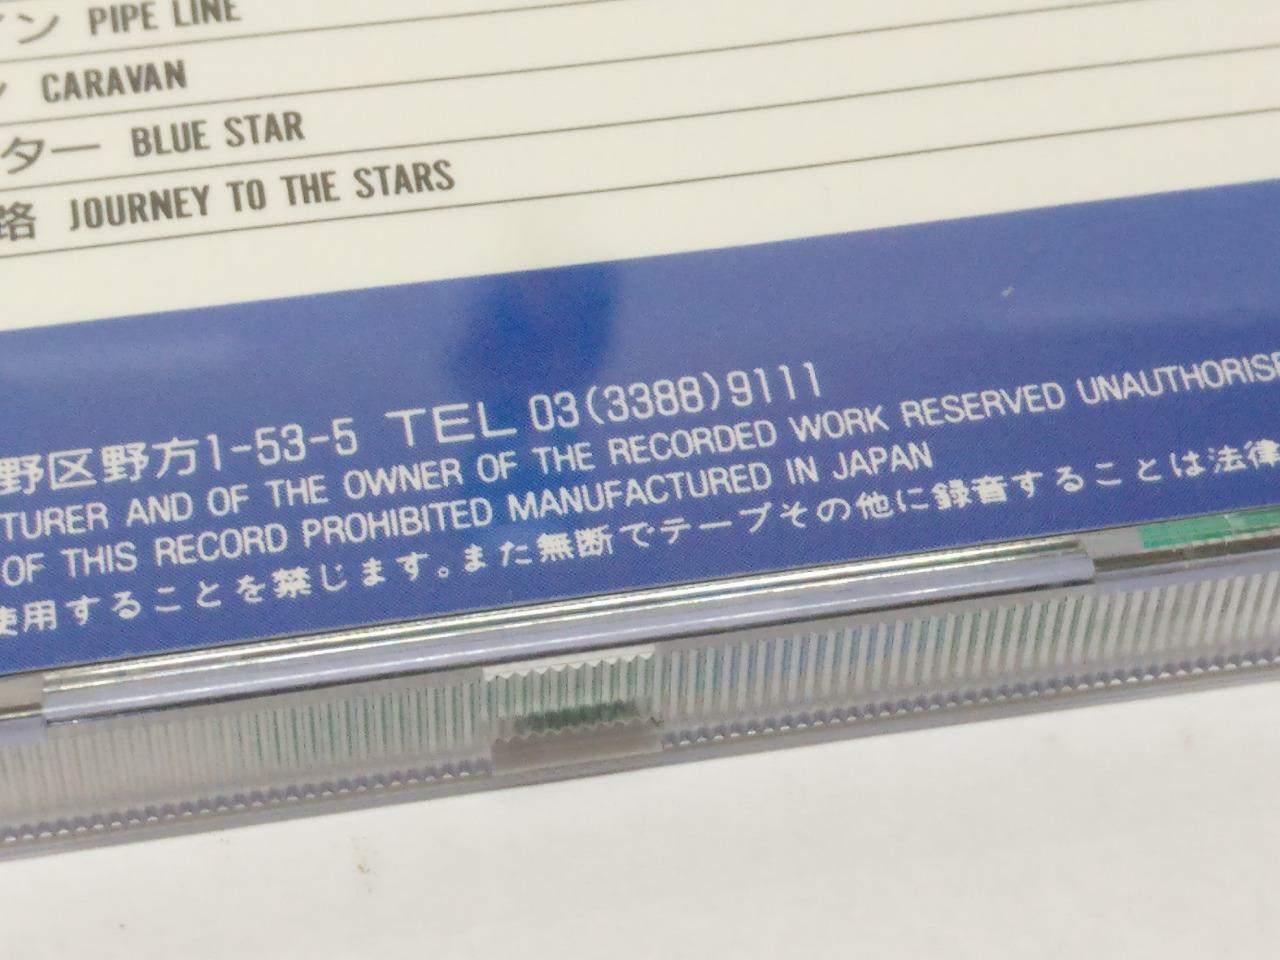 イン PIPE LINE
ン CARAVAN
ター BLUE STAR
路 JOURNEY TO THE STARS
野区野方1-53-5 TEL 03(3388)9111
TURER AND OF THE OWNER OF THE RECORDED WORK RESERVED UNAUTHORISE
OF THIS RECORD PROHIBITED MANUFACTURED IN JAPAN
使用することを禁じます。また無断でテープその他に録音することは法律